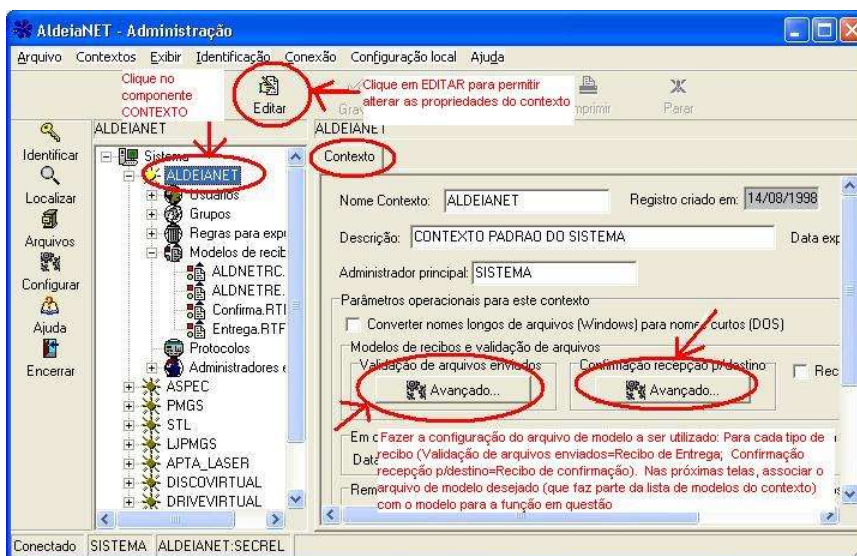 AldeiaNET - Administração
Arquivo Contextos Exibir Identificação Conexão Configuração local Ajuda
Clique no
componente
CONTEXTO
Editar
Clique em EDITAR para permitir
alterar as propriedades do contexto
Parar
Identificar
Localizar
Arquivos
Configurar
Ajuda
Encerrar
ALDEIANET
Sistema
ALDEIANET
Usuários
Grupos
Regras para expu
Modelos de recib
ALDNETRC.
ALDNETRE.
Confirma.RTI
Entrega.RTF
Protocolos
Administradores e
ASPEC
PMGS
STL
LJPMGS
APTA_LASER
DISCOVIRTUAL
DRIVEVIRTUAL
ALDEIANET
Contexto
Nome Contexto: ALDEIANET Registro criado em: 14/08/1998
Descrição: CONTEXTO PADRAO DO SISTEMA Data exp
Administrador principal: SISTEMA
Parâmetros operacionais para este contexto
Converter nomes longos de arquivos (Windows) para nomes curtos (DOS)
Modelos de recibos e validação de arquivos
Validação de arquivos enviados Confirmação recepção p/destino Rec
Avançado... Avançado...
Fazer a configuração do arquivo de modelo a ser utilizado: Para cada tipo de
recibo (Validação de arquivos enviados=Recibo de Entrega; Confirmação
recepção p/destino=Recibo de confirmação). Nas próximas telas, associar o
arquivo de modelo desejado (que faz parte da lista de modelos do contexto)
com o modelo para a função em questão
Conectado SISTEMA ALDEIANET:SECREL